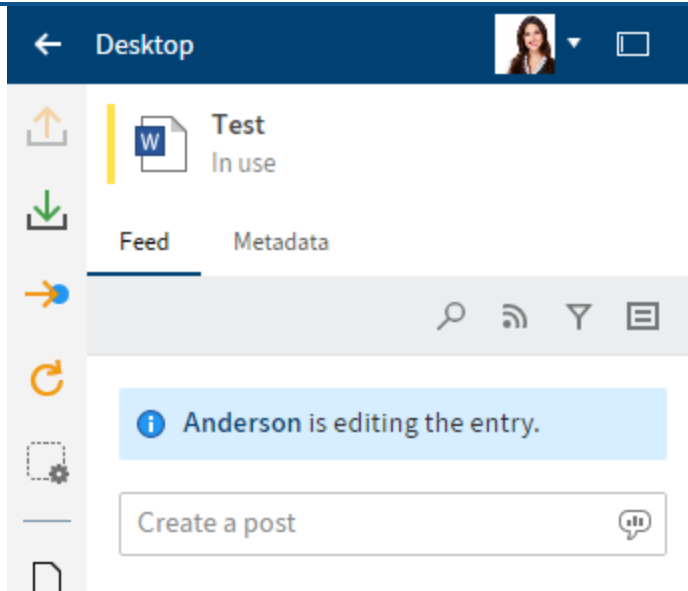 Desktop
W
Test
In use
Feed Metadata
Anderson is editing the entry.
Create a post